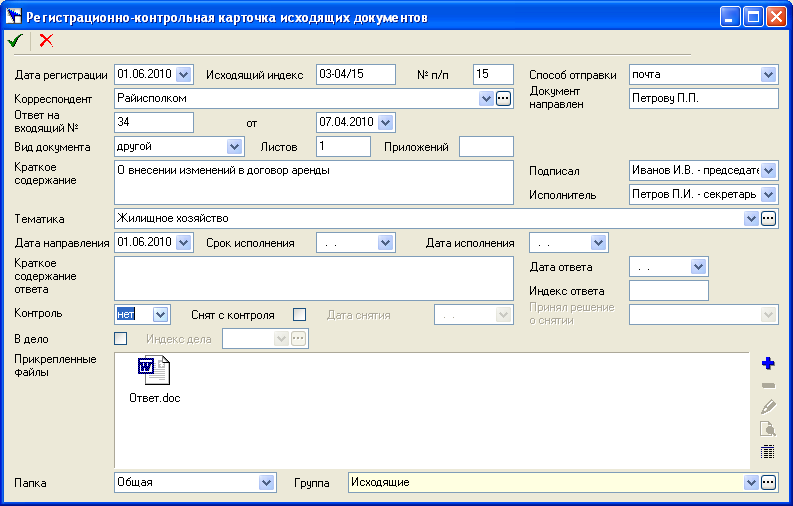 Регистрационно-контрольная карточка исходящих документов
Дата регистрации 01.06.2010 Исходящий индекс 03-04/15 № п/п 15 Способ отправки почта
Корреспондент Райисполком Документ направлен Петрову П.П.
Ответ на входящий № 34 от 07.04.2010
Вид документа другой Листов 1 Приложений
Краткое содержание О внесении изменений в договор аренды Подписал Иванов И.В. - председате
Исполнитель Петров П.И. - секретарь
Тематика Жилищное хозяйство
Дата направления 01.06.2010 Срок исполнения . . Дата исполнения . .
Краткое содержание ответа Дата ответа . .
Индекс ответа
Контроль нет Снят с контроля Дата снятия . . Принял решение о снятии
В дело Индекс дела
Прикрепленные файлы
Ответ.doc
Папка Общая Группа Исходящие